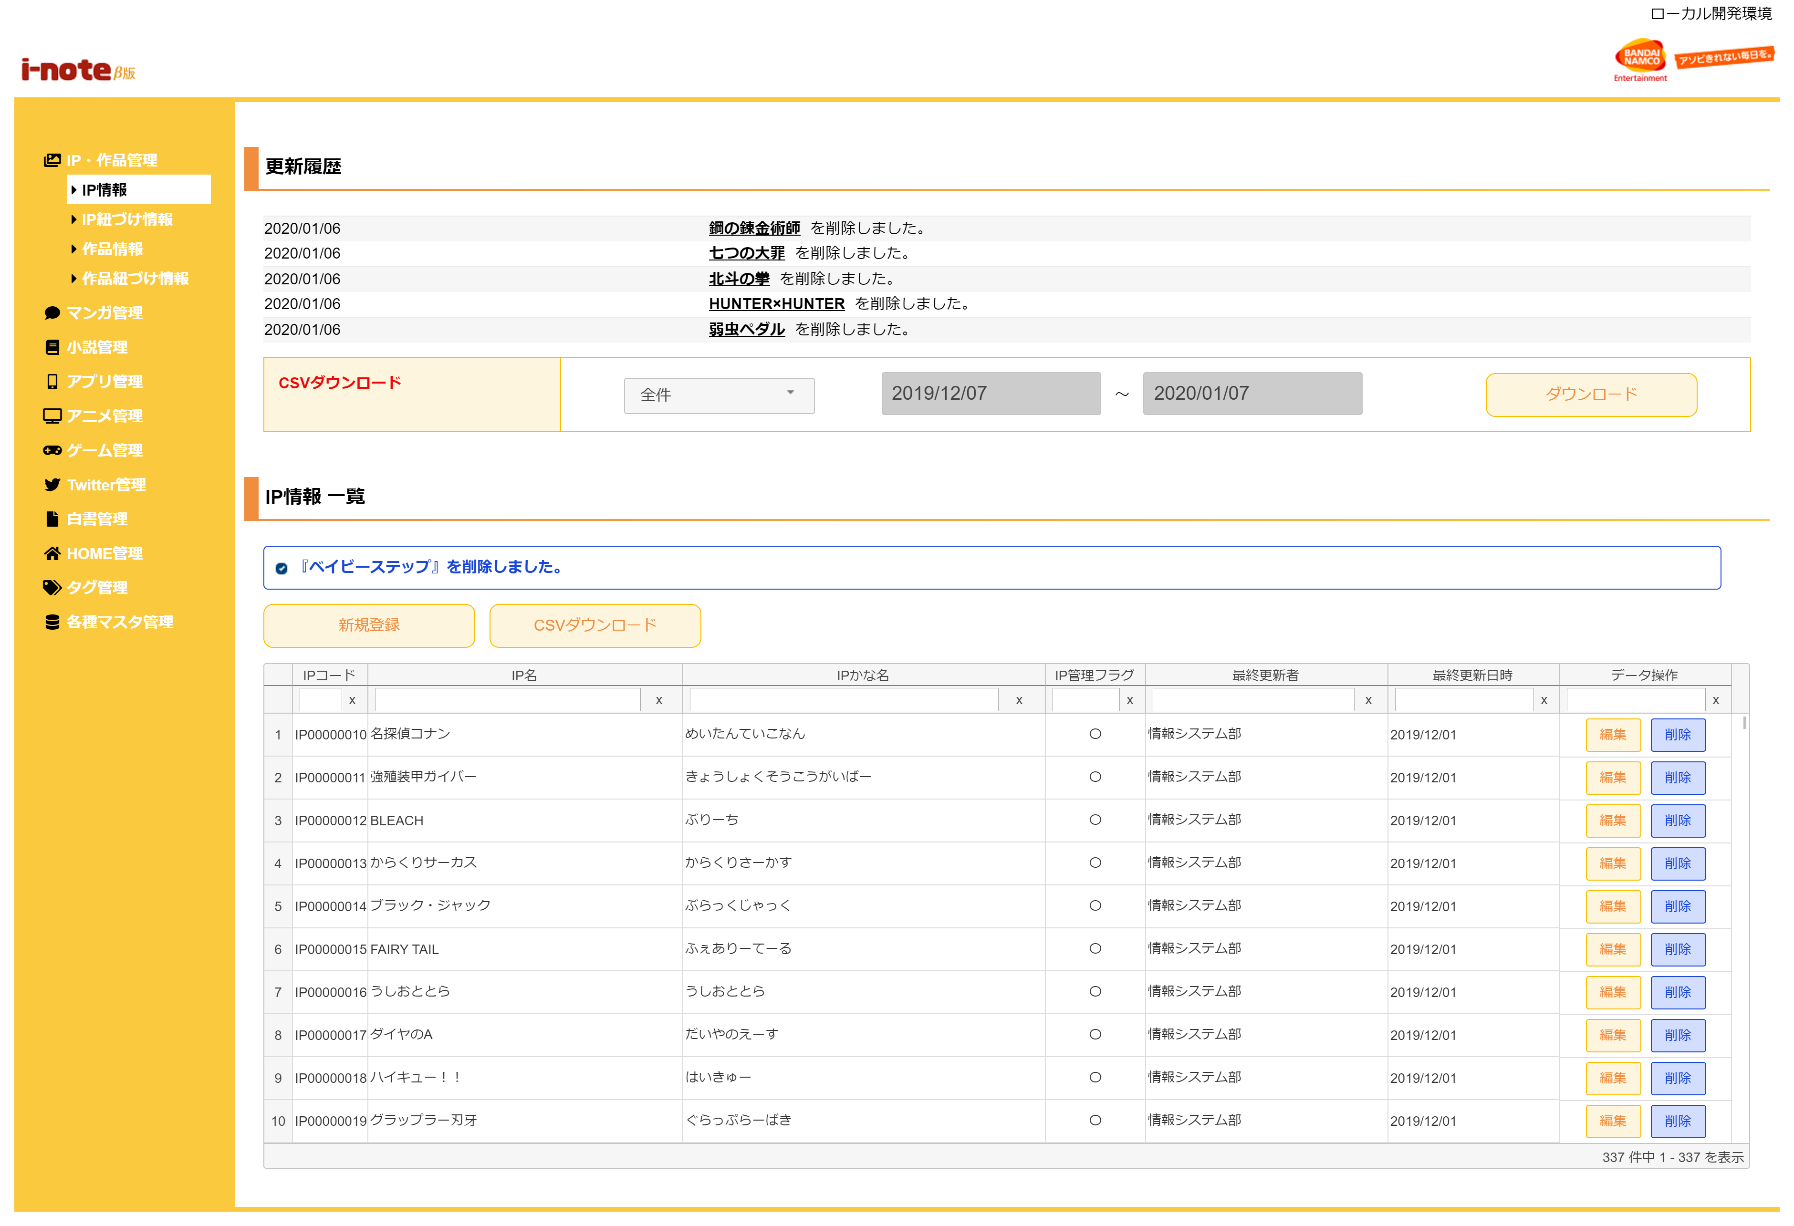 ローカル開発環境
i-note β版
BANDAI NAMCO Entertainment アソビきれない毎日を。
IP・作品管理
IP情報
IP紐づけ情報
作品情報
作品紐づけ情報
マンガ管理
小説管理
アプリ管理
アニメ管理
ゲーム管理
Twitter管理
白書管理
HOME管理
タグ管理
各種マスタ管理
更新履歴
2020/01/06 鋼の錬金術師 を削除しました。
2020/01/06 七つの大罪 を削除しました。
2020/01/06 北斗の拳 を削除しました。
2020/01/06 HUNTER×HUNTER を削除しました。
2020/01/06 弱虫ペダル を削除しました。
CSVダウンロード 全件 2019/12/07 ～ 2020/01/07 ダウンロード
IP情報 一覧
『ベイビーステップ』を削除しました。
新規登録 CSVダウンロード
IPコード IP名 IPかな名 IP管理フラグ 最終更新者 最終更新日時 データ操作
x x x x x x x
1 IP00000010 名探偵コナン めいたんていこなん ○ 情報システム部 2019/12/01 編集 削除
2 IP00000011 強殖装甲ガイバー きょうしょくそうこうがいばー ○ 情報システム部 2019/12/01 編集 削除
3 IP00000012 BLEACH ぶりーち ○ 情報システム部 2019/12/01 編集 削除
4 IP00000013 からくりサーカス からくりさーかす ○ 情報システム部 2019/12/01 編集 削除
5 IP00000014 ブラック・ジャック ぶらっくじゃっく ○ 情報システム部 2019/12/01 編集 削除
6 IP00000015 FAIRY TAIL ふぇありーてーる ○ 情報システム部 2019/12/01 編集 削除
7 IP00000016 うしおととら うしおととら ○ 情報システム部 2019/12/01 編集 削除
8 IP00000017 ダイヤのA だいやのえーす ○ 情報システム部 2019/12/01 編集 削除
9 IP00000018 ハイキュー！！ はいきゅー ○ 情報システム部 2019/12/01 編集 削除
10 IP00000019 グラップラー刃牙 ぐらっぷらーばき ○ 情報システム部 2019/12/01 編集 削除
337 件中 1 - 337 を表示